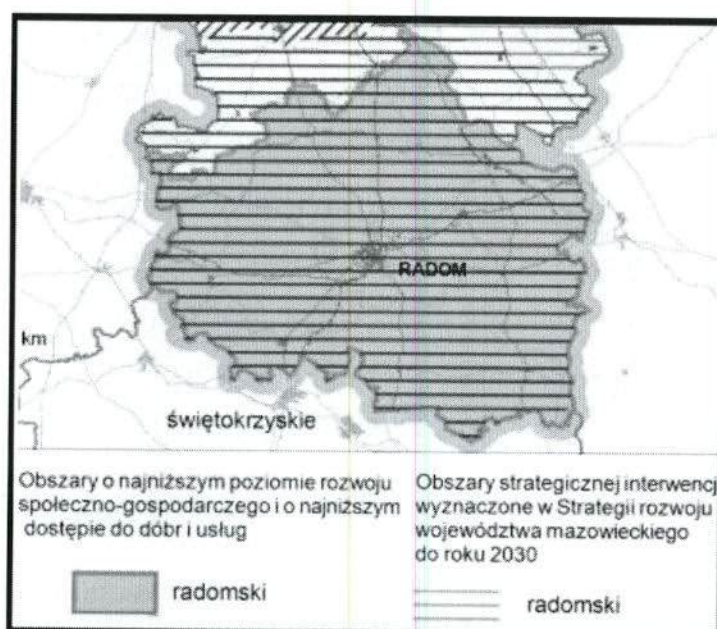 RADOM
km
świętokrzyskie
Obszary o najniższym poziomie rozwoju
społeczno-gospodarczego i o najniższym
dostępie do dóbr i usług
radomski
Obszary strategicznej interwencj
wyznaczone w Strategii rozwoju
województwa mazowieckiego
do roku 2030
radomski